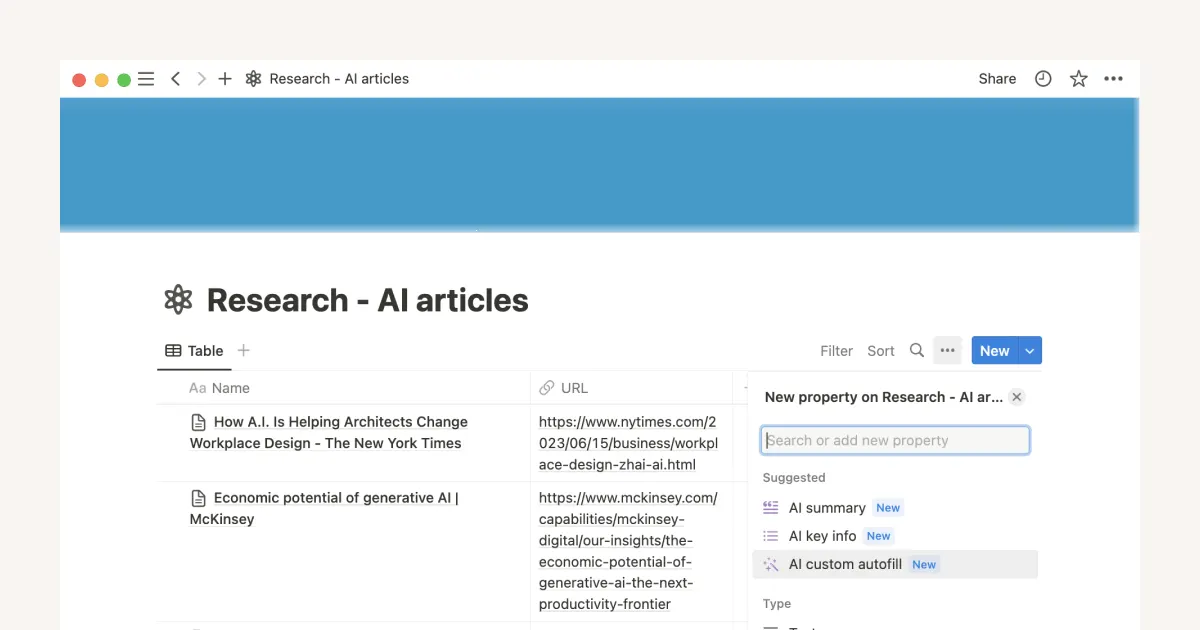 Research - AI articles
Share
Research - AI articles
Table
Filter
Sort
New
Aa Name
URL
How A.I. Is Helping Architects Change
Workplace Design - The New York Times
https://www.nytimes.com/2
023/06/15/business/workpl
ace-design-zhai-ai.html
Economic potential of generative AI |
McKinsey
https://www.mckinsey.com/
capabilities/mckinsey-
digital/our-insights/the-
economic-potential-of-
generative-ai-the-next-
productivity-frontier
New property on Research - AI ar...
Search or add new property
Suggested
AI summary New
AI key info New
AI custom autofill New
Type